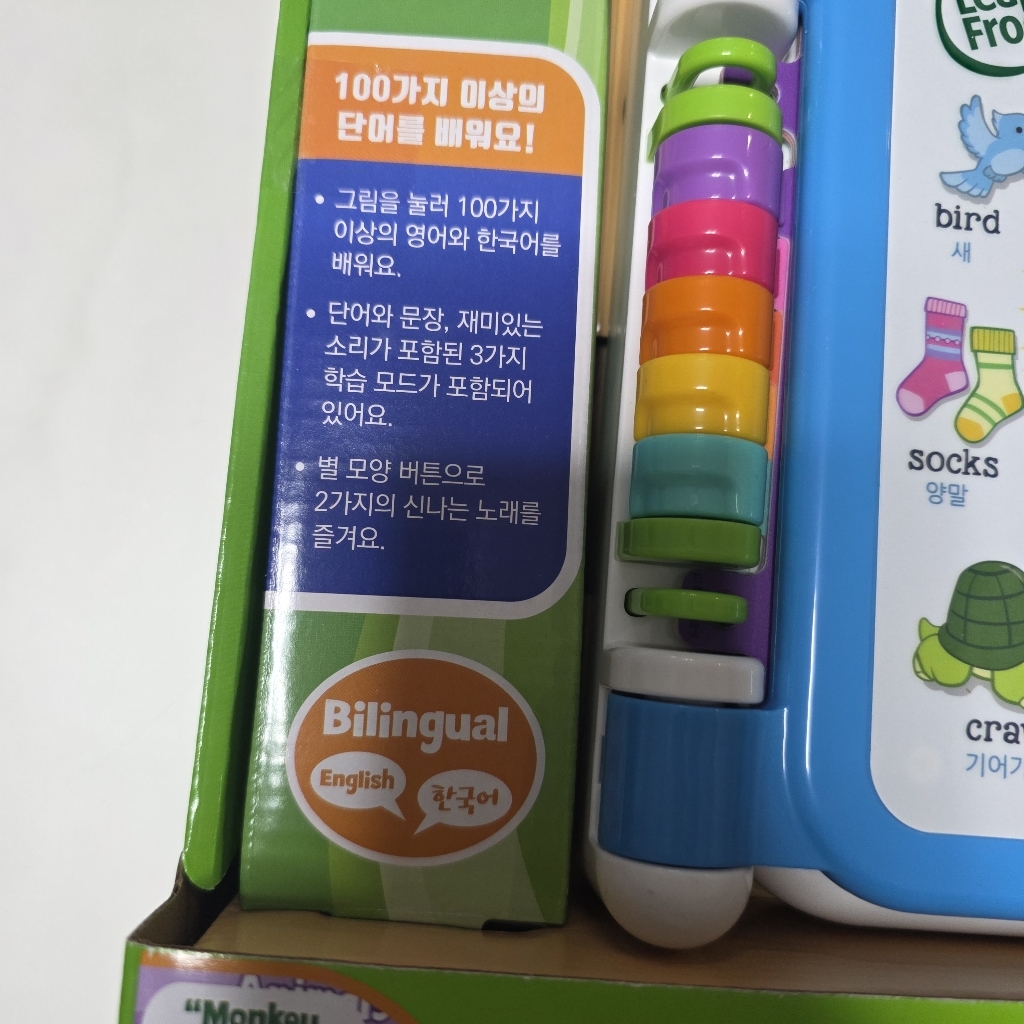 100가지 이상의
단어를 배워요!
• 그림을 눌러 100가지
이상의 영어와 한국어를
배워요.
• 단어와 문장, 재미있는
소리가 포함된 3가지
학습 모드가 포함되어
있어요.
• 별 모양 버튼으로
2가지의 신나는 노래를
즐겨요.
Bilingual
English
한국어
bird
새
socks
양말
"Monkey